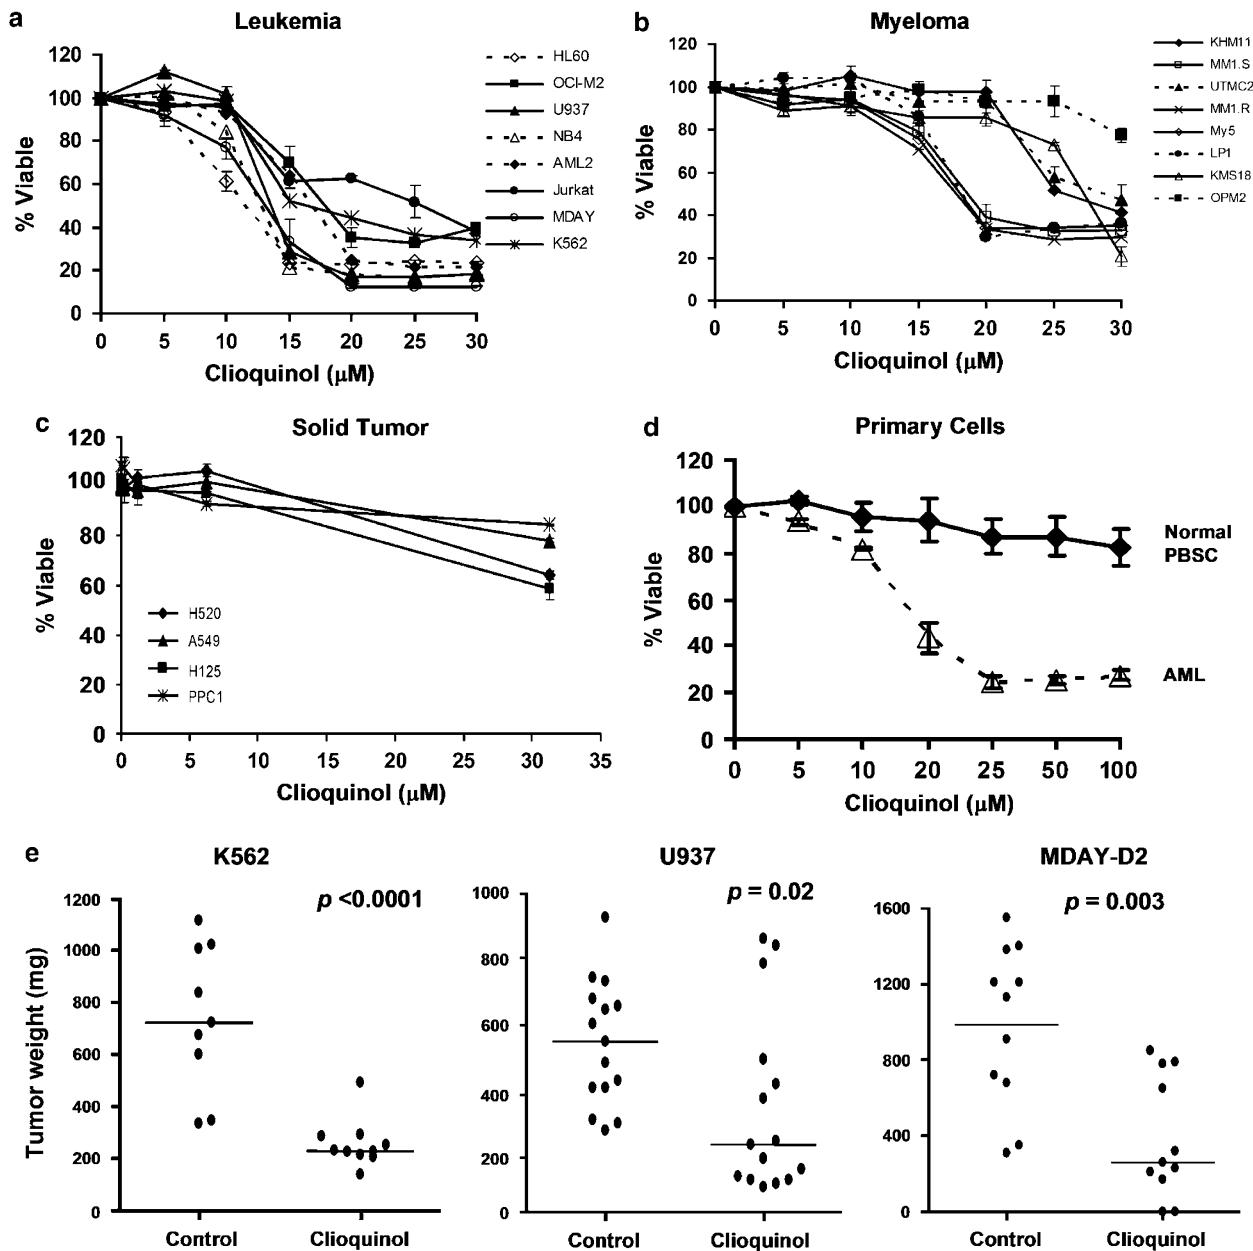 a
Leukemia
120
100
80
60
40
20
0
% Viable
0 5 10 15 20 25 30
Clioquinol (μM)
HL60
OCI-M2
U937
NB4
AML2
Jurkat
MDAY
K562
b
Myeloma
120
100
80
60
40
20
0
% Viable
0 5 10 15 20 25 30
Clioquinol (μM)
KHM11
MM1.S
UTMC2
MM1.R
My5
LP1
KMS18
OPM2
c
Solid Tumor
120
100
80
60
40
20
0
% Viable
H520
A549
H125
PPC1
0 5 10 15 20 25 30 35
Clioquinol (μM)
d
Primary Cells
120
100
80
60
40
20
0
% Viable
Normal
PBSC
AML
0 5 10 20 25 50 100
Clioquinol (μM)
e
K562
p <0.0001
1200
1000
800
600
400
200
0
Tumor weight (mg)
Control Clioquinol
U937
p = 0.02
1000
800
600
400
200
0
Control Clioquinol
MDAY-D2
p = 0.003
1600
1200
800
400
0
Control Clioquinol